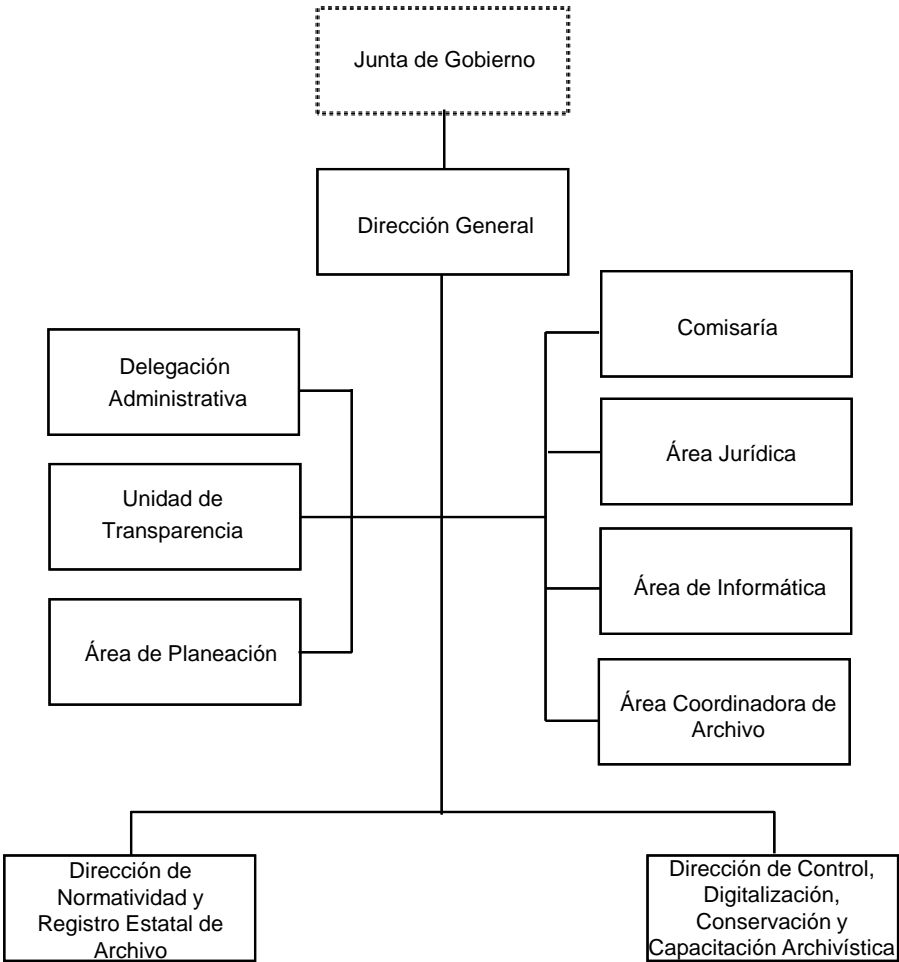 Junta de Gobierno
Dirección General
Comisaría
Delegación
Administrativa
Área Jurídica
Unidad de
Transparencia
Área de Informática
Área de Planeación
Área Coordinadora de
Archivo
Dirección de
Normatividad y
Registro Estatal de
Archivo
Dirección de Control,
Digitalización,
Conservación y
Capacitación Archivística